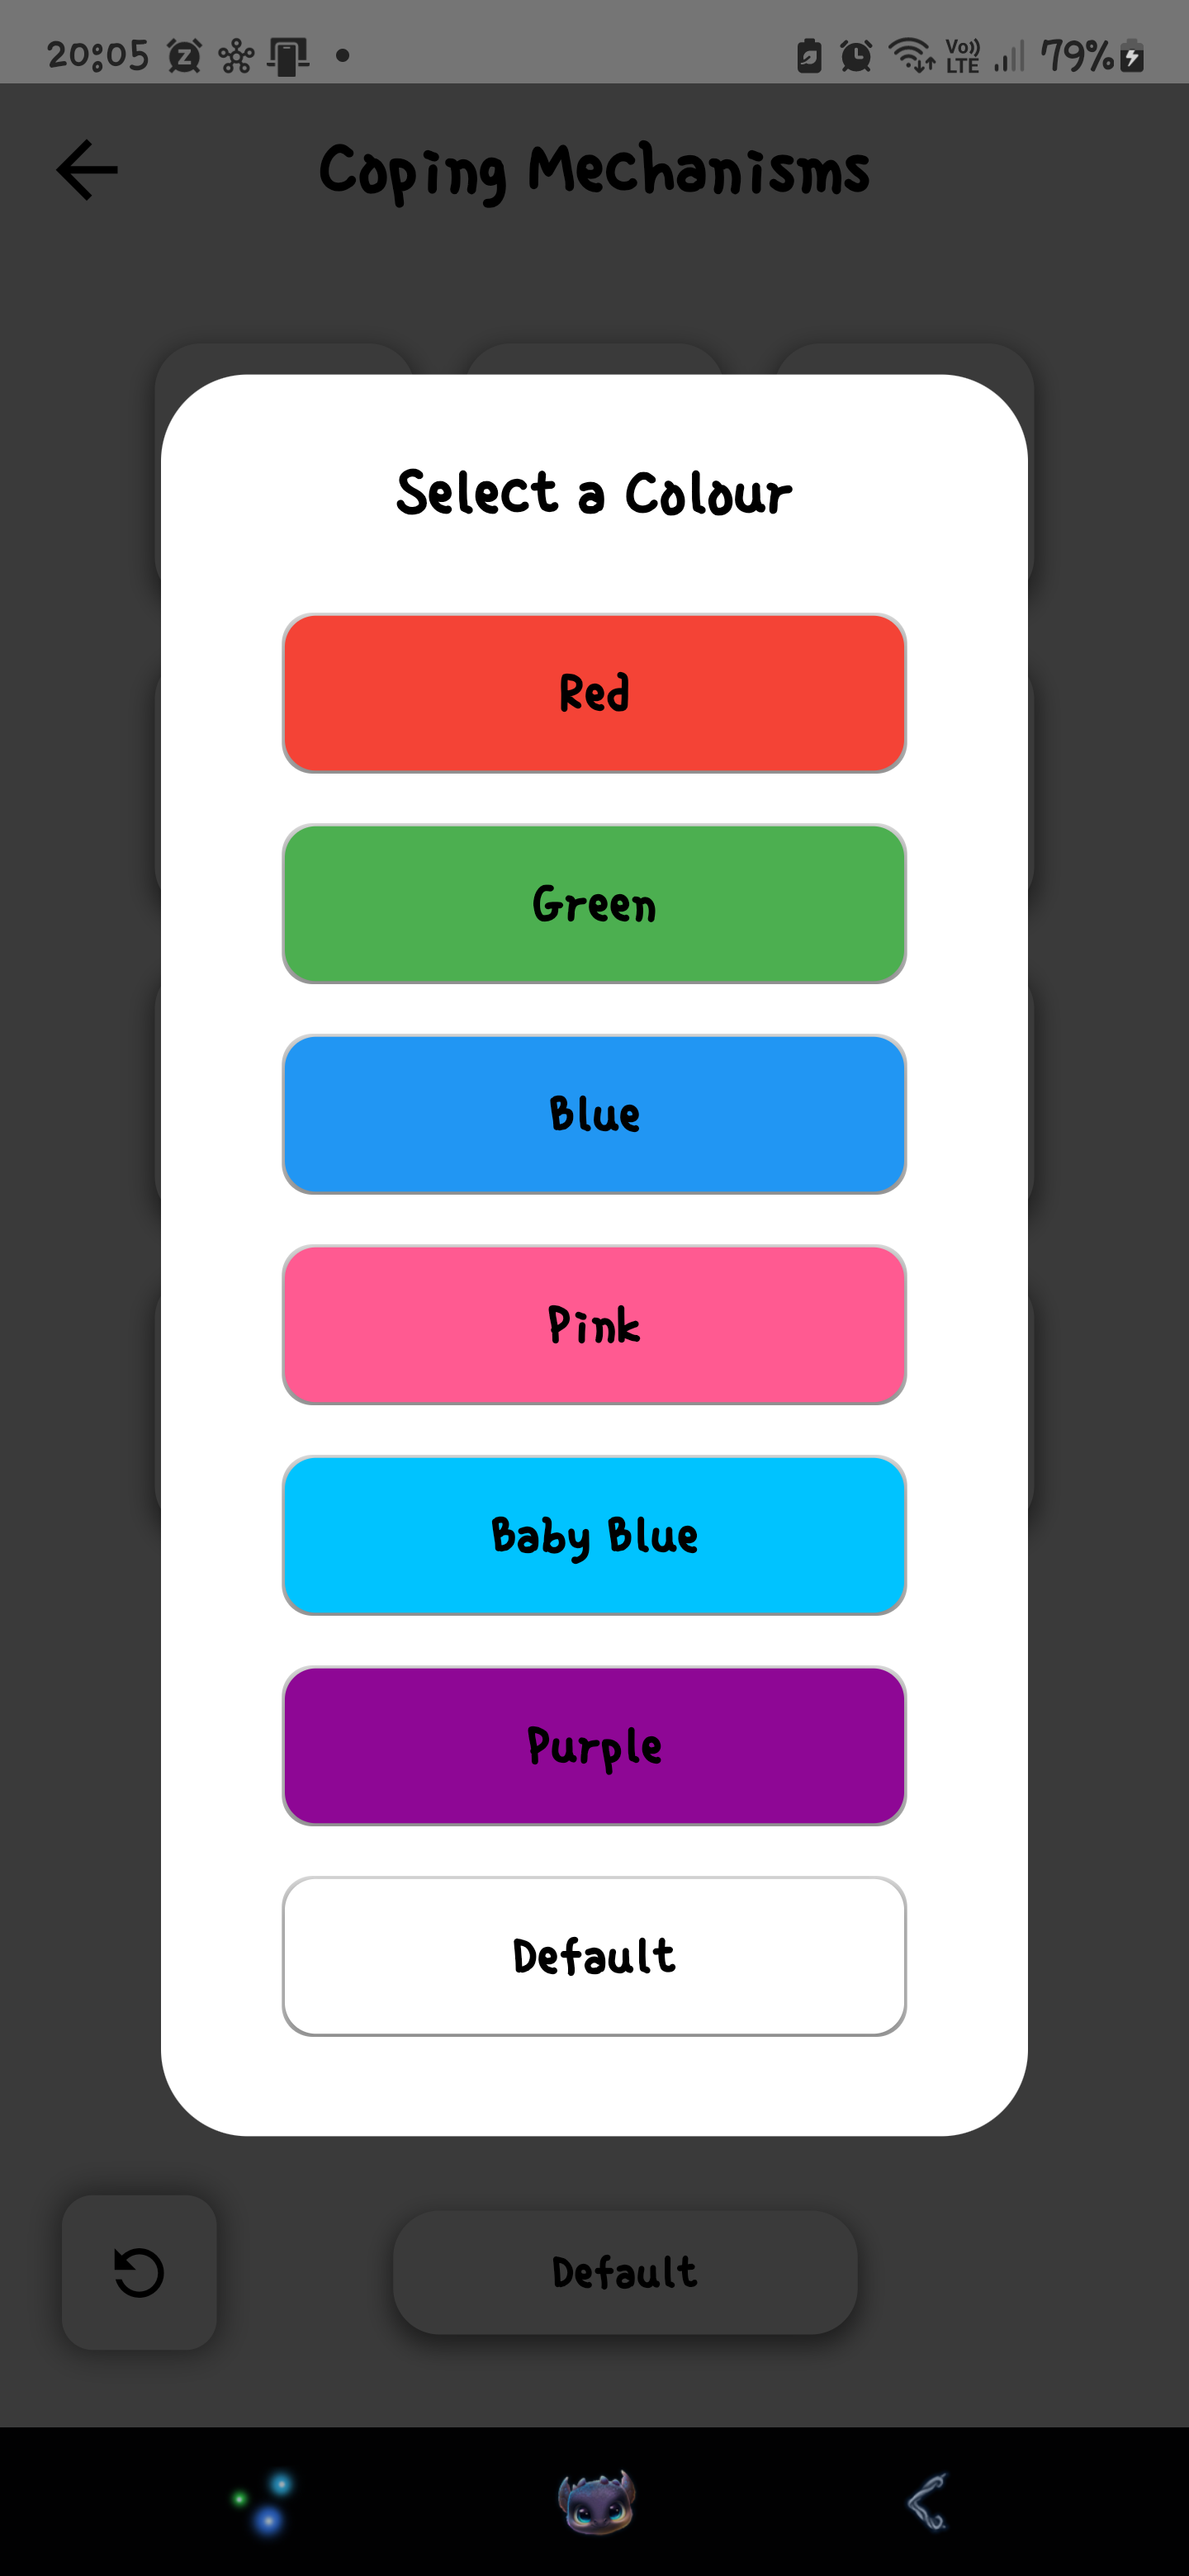 20:05 Vo)) LTE 79%
Coping Mechanisms
Select a Colour
Red
Green
Blue
Pink
Baby Blue
Purple
Default
Default